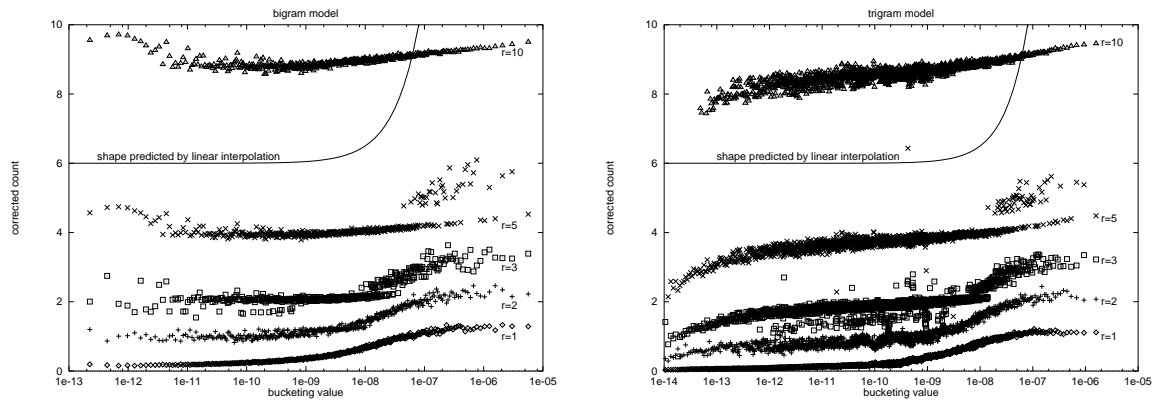 bigram model
10
8
6
4
2
0
corrected count
r=10
shape predicted by linear interpolation
r=5
r=3
r=2
r=1
1e-13 1e-12 1e-11 1e-10 1e-09 1e-08 1e-07 1e-06 1e-05
bucketing value
trigram model
10
8
6
4
2
0
corrected count
r=10
shape predicted by linear interpolation
r=5
r=3
r=2
r=1
1e-14 1e-13 1e-12 1e-11 1e-10 1e-09 1e-08 1e-07 1e-06 1e-05
bucketing value